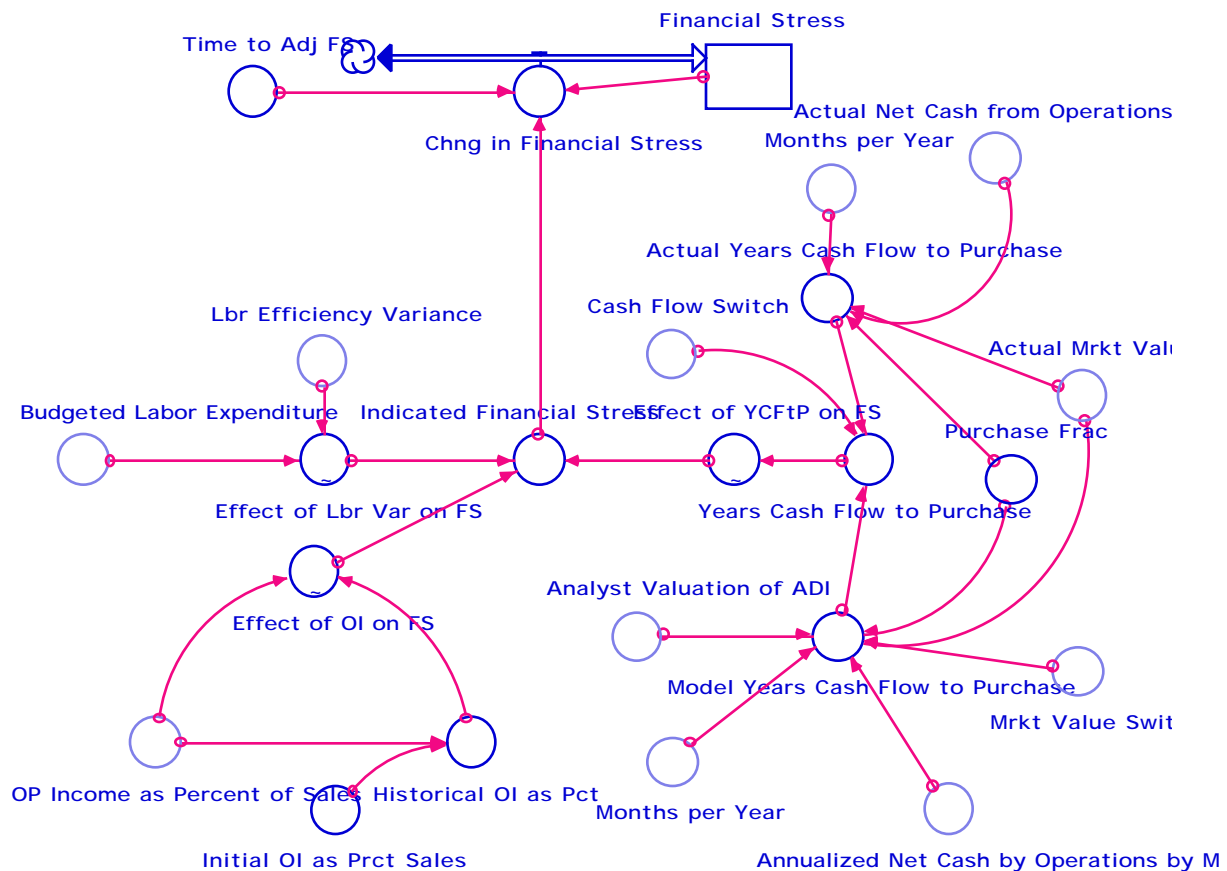 Financial Stress
Time to Adj FS
Actual Net Cash from Operations
Chng in Financial Stress
Months per Year
Actual Years Cash Flow to Purchase
Cash Flow Switch
Lbr Efficiency Variance
Actual Mrkt Valu
Budgeted Labor Expenditure
Indicated Financial Stress
Effect of YCFtP on FS
Purchase Frac
~
~
Effect of Lbr Var on FS
Years Cash Flow to Purchase
Analyst Valuation of ADI
~
Effect of OI on FS
Model Years Cash Flow to Purchase
Mrkt Value Swit
OP Income as Percent of Sales
Historical OI as Pct
Months per Year
Initial OI as Prct Sales
Annualized Net Cash by Operations by M